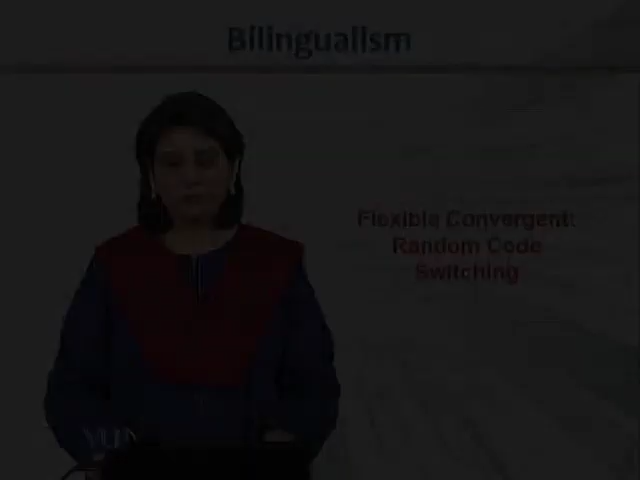 Bilingualism
Flexible Convergent:
Random Code
Switching